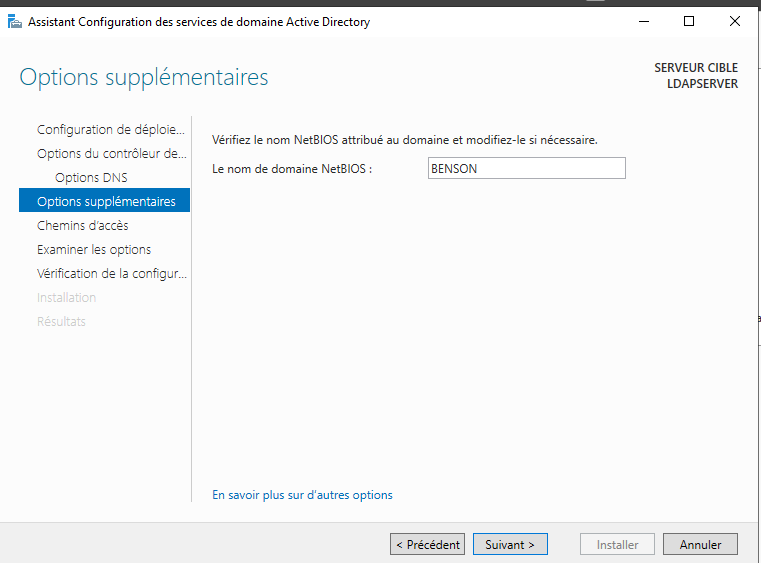 Assistant Configuration des services de domaine Active Directory
Options supplémentaires
SERVEUR CIBLE
LDAPSERVER
Configuration de déploie...
Options du contrôleur de...
Options DNS
Options supplémentaires
Chemins d'accès
Examiner les options
Vérification de la configur...
Installation
Résultats
Vérifiez le nom NetBIOS attribué au domaine et modifiez-le si nécessaire.
Le nom de domaine NetBIOS : BENSON
En savoir plus sur d'autres options
< Précédent Suivant > Installer Annuler